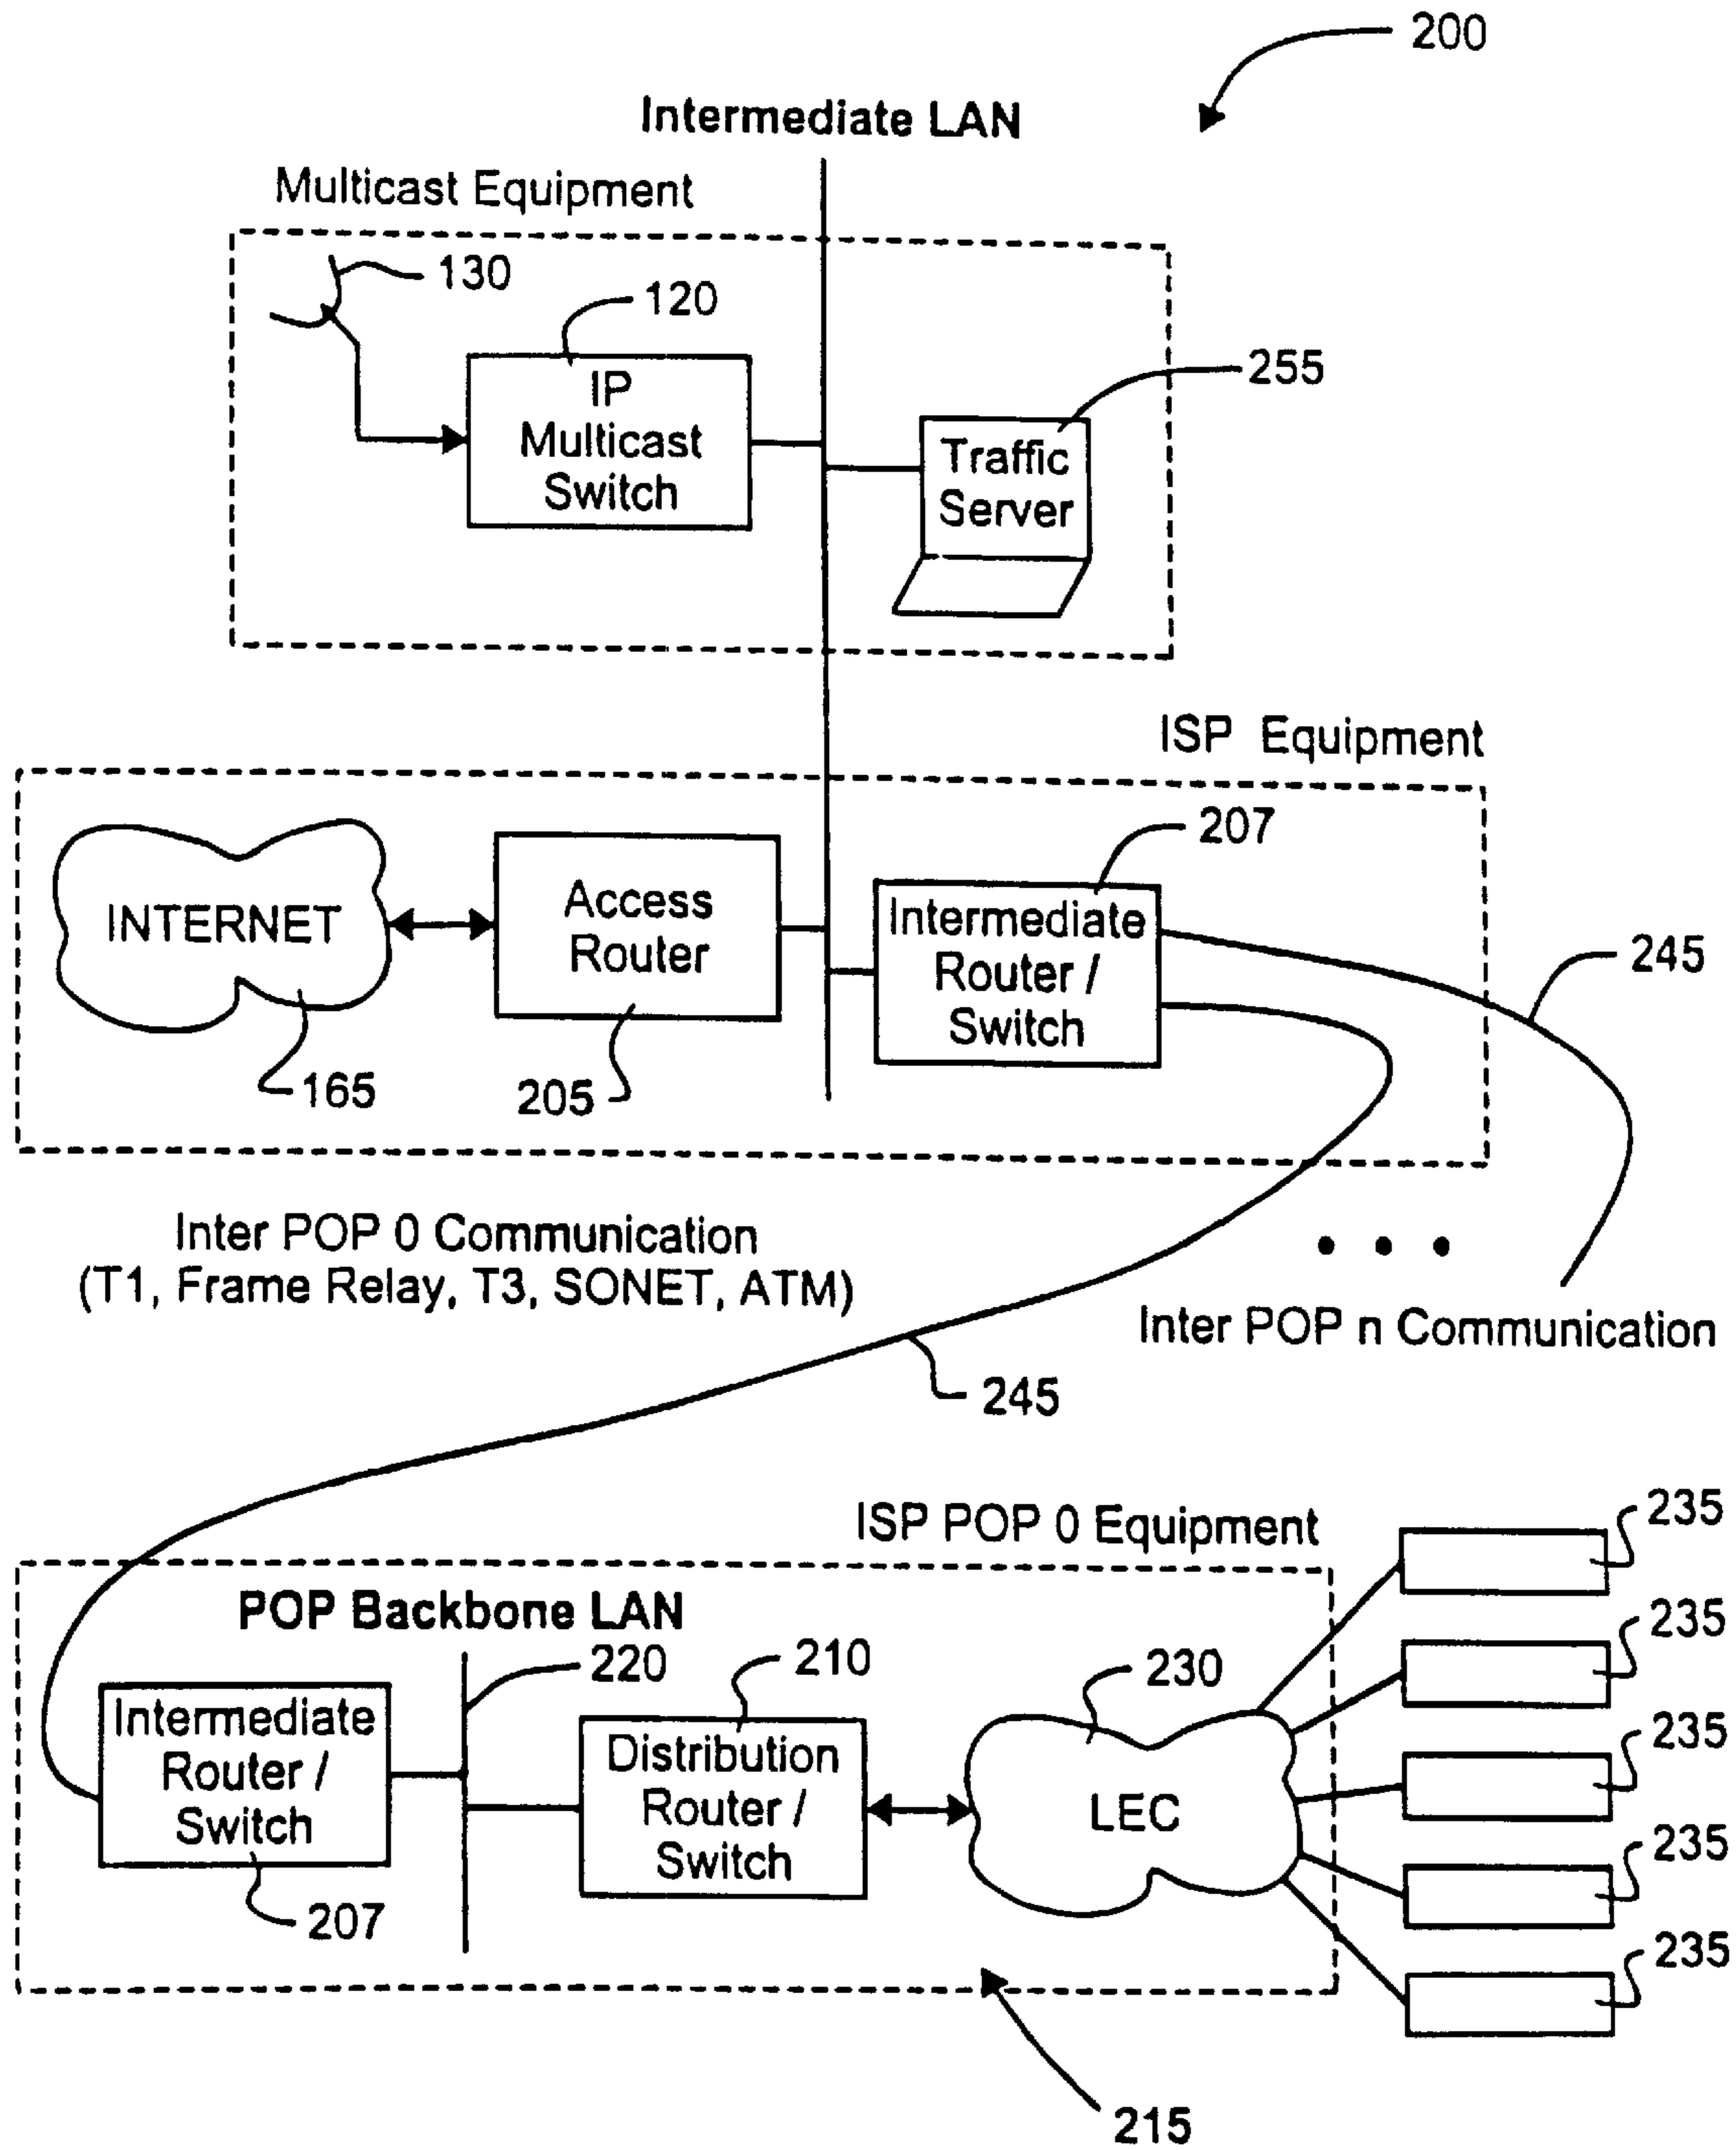 200
Intermediate LAN
Multicast Equipment
130
120
IP
Multicast
Switch
255
Traffic
Server
ISP Equipment
207
INTERNET
Access
Router
Intermediate
Router /
Switch
245
165
205
Inter POP 0 Communication
(T1, Frame Relay, T3, SONET, ATM)
Inter POP n Communication
245
ISP POP 0 Equipment
235
POP Backbone LAN
220
210
230
235
Intermediate
Router /
Switch
Distribution
Router /
Switch
LEC
235
235
207
235
215